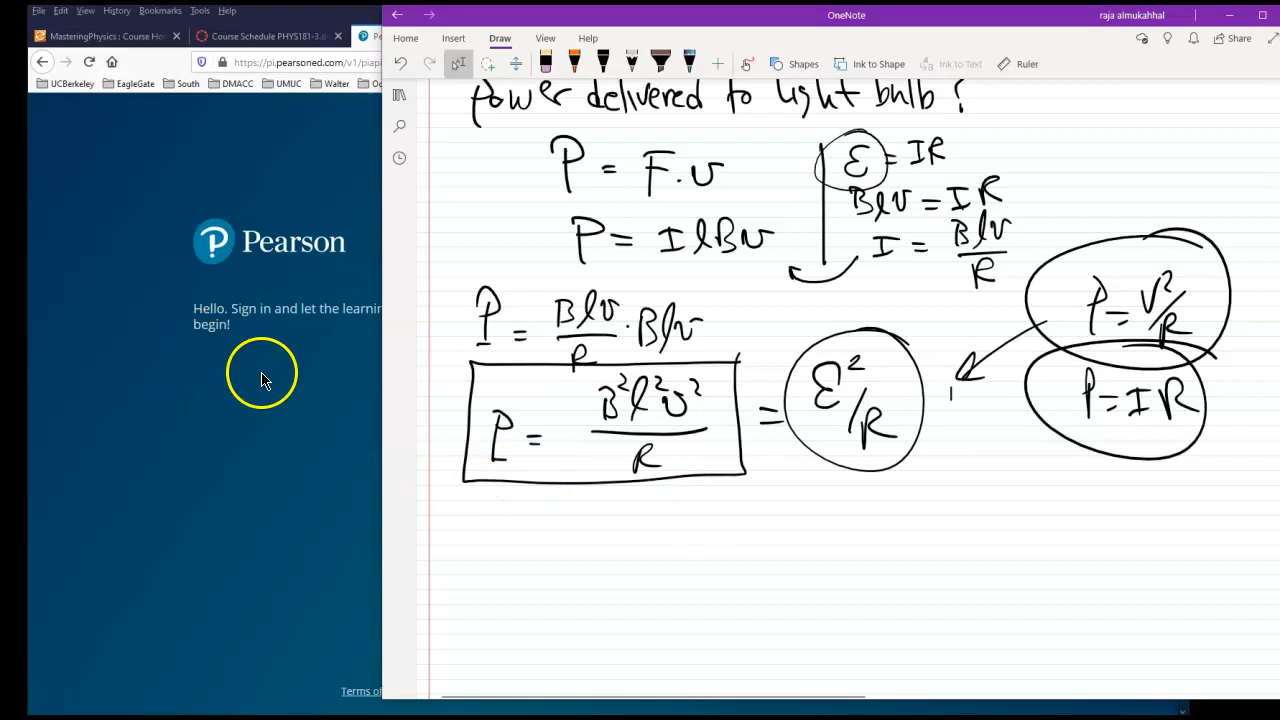 File Edit View History Bookmarks Tools Help
MasteringPhysics : Course Ho
Course Schedule PHYS181-3.d
https://pi.pearsoned.com/v1/piapi
UCBerkeley EagleGate South DMACC UMUC Walter
Pearson
Hello. Sign in and let the learnin
begin!
Terms of
OneNote
raja almukahhal
Home Insert Draw View Help
Share
Shapes Ink to Shape Ink to Text Ruler
Power delivered to light bulb?
P = F.v
P = I l B v
ε = IR
Blv = IR
I = Blv/R
P = Blv/R · Blv
P = B²l²v²/R = ε²/R
P = V²/R
P = IR